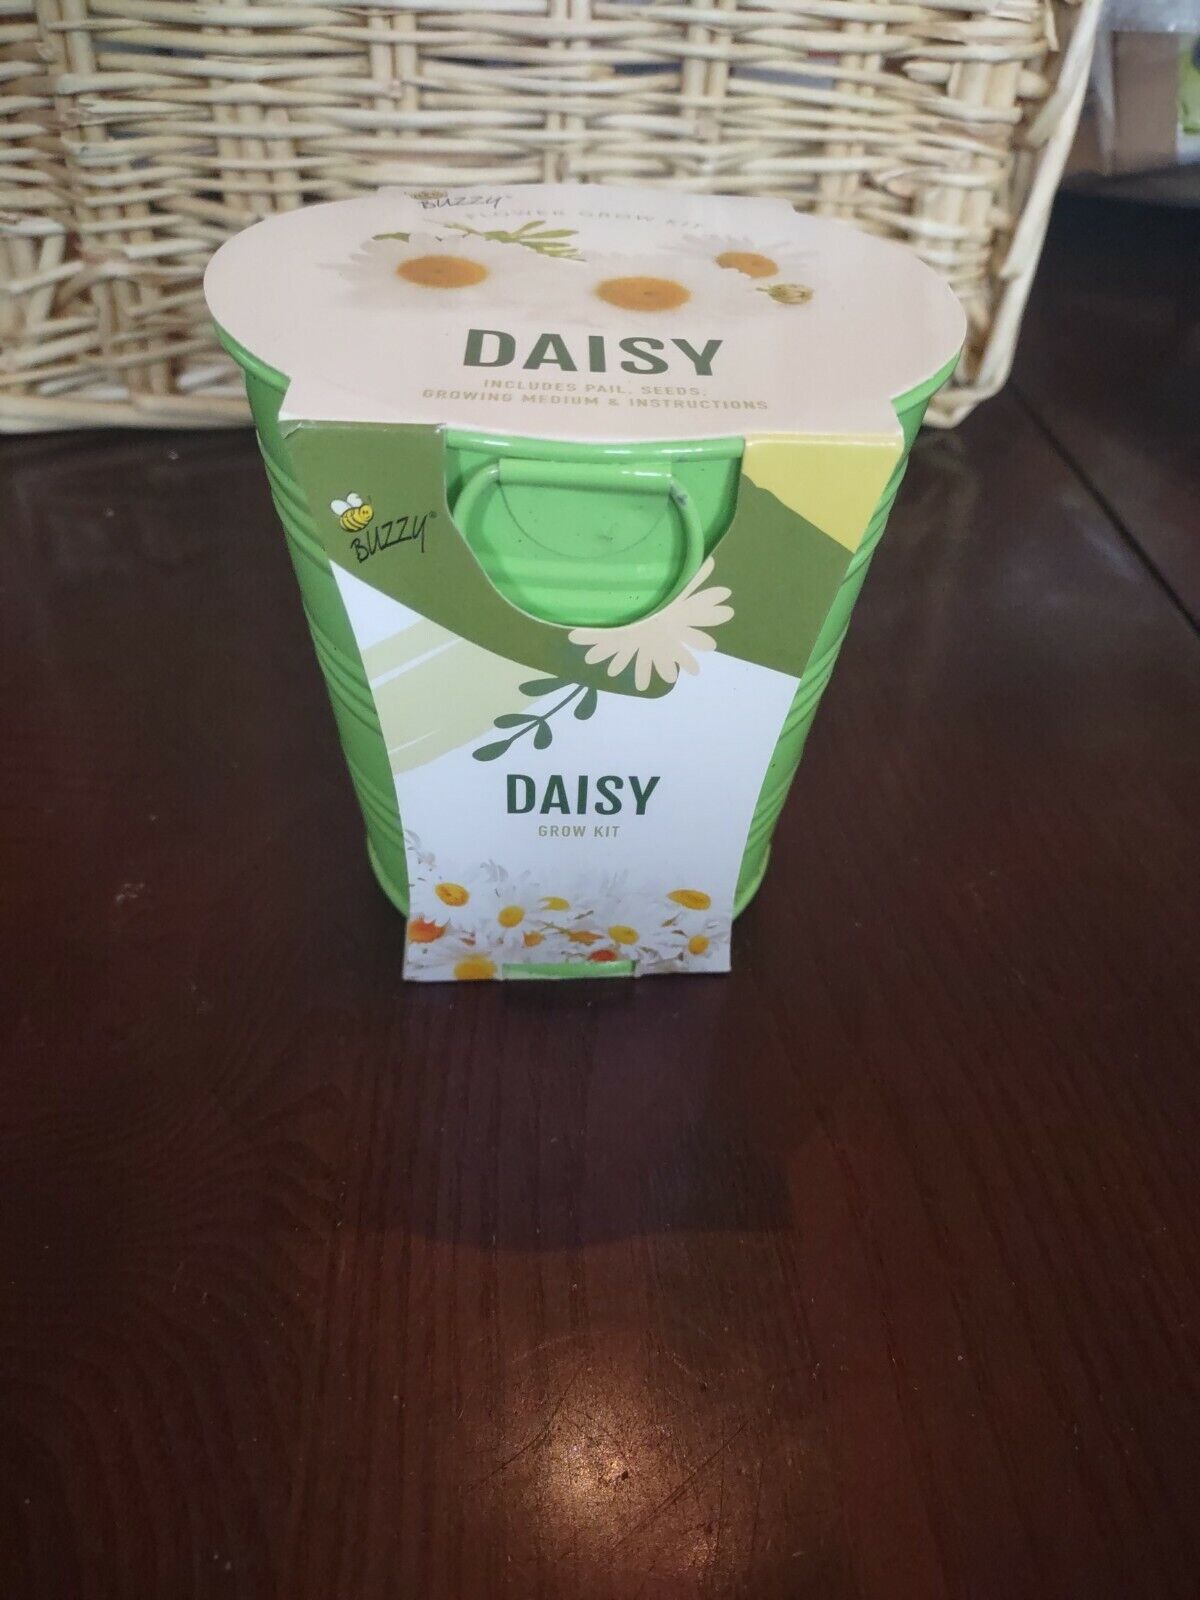 BUZZY
FLOWER GROW KIT
DAISY
INCLUDES PAIL, SEEDS,
GROWING MEDIUM & INSTRUCTIONS
BUZZY®
DAISY
GROW KIT